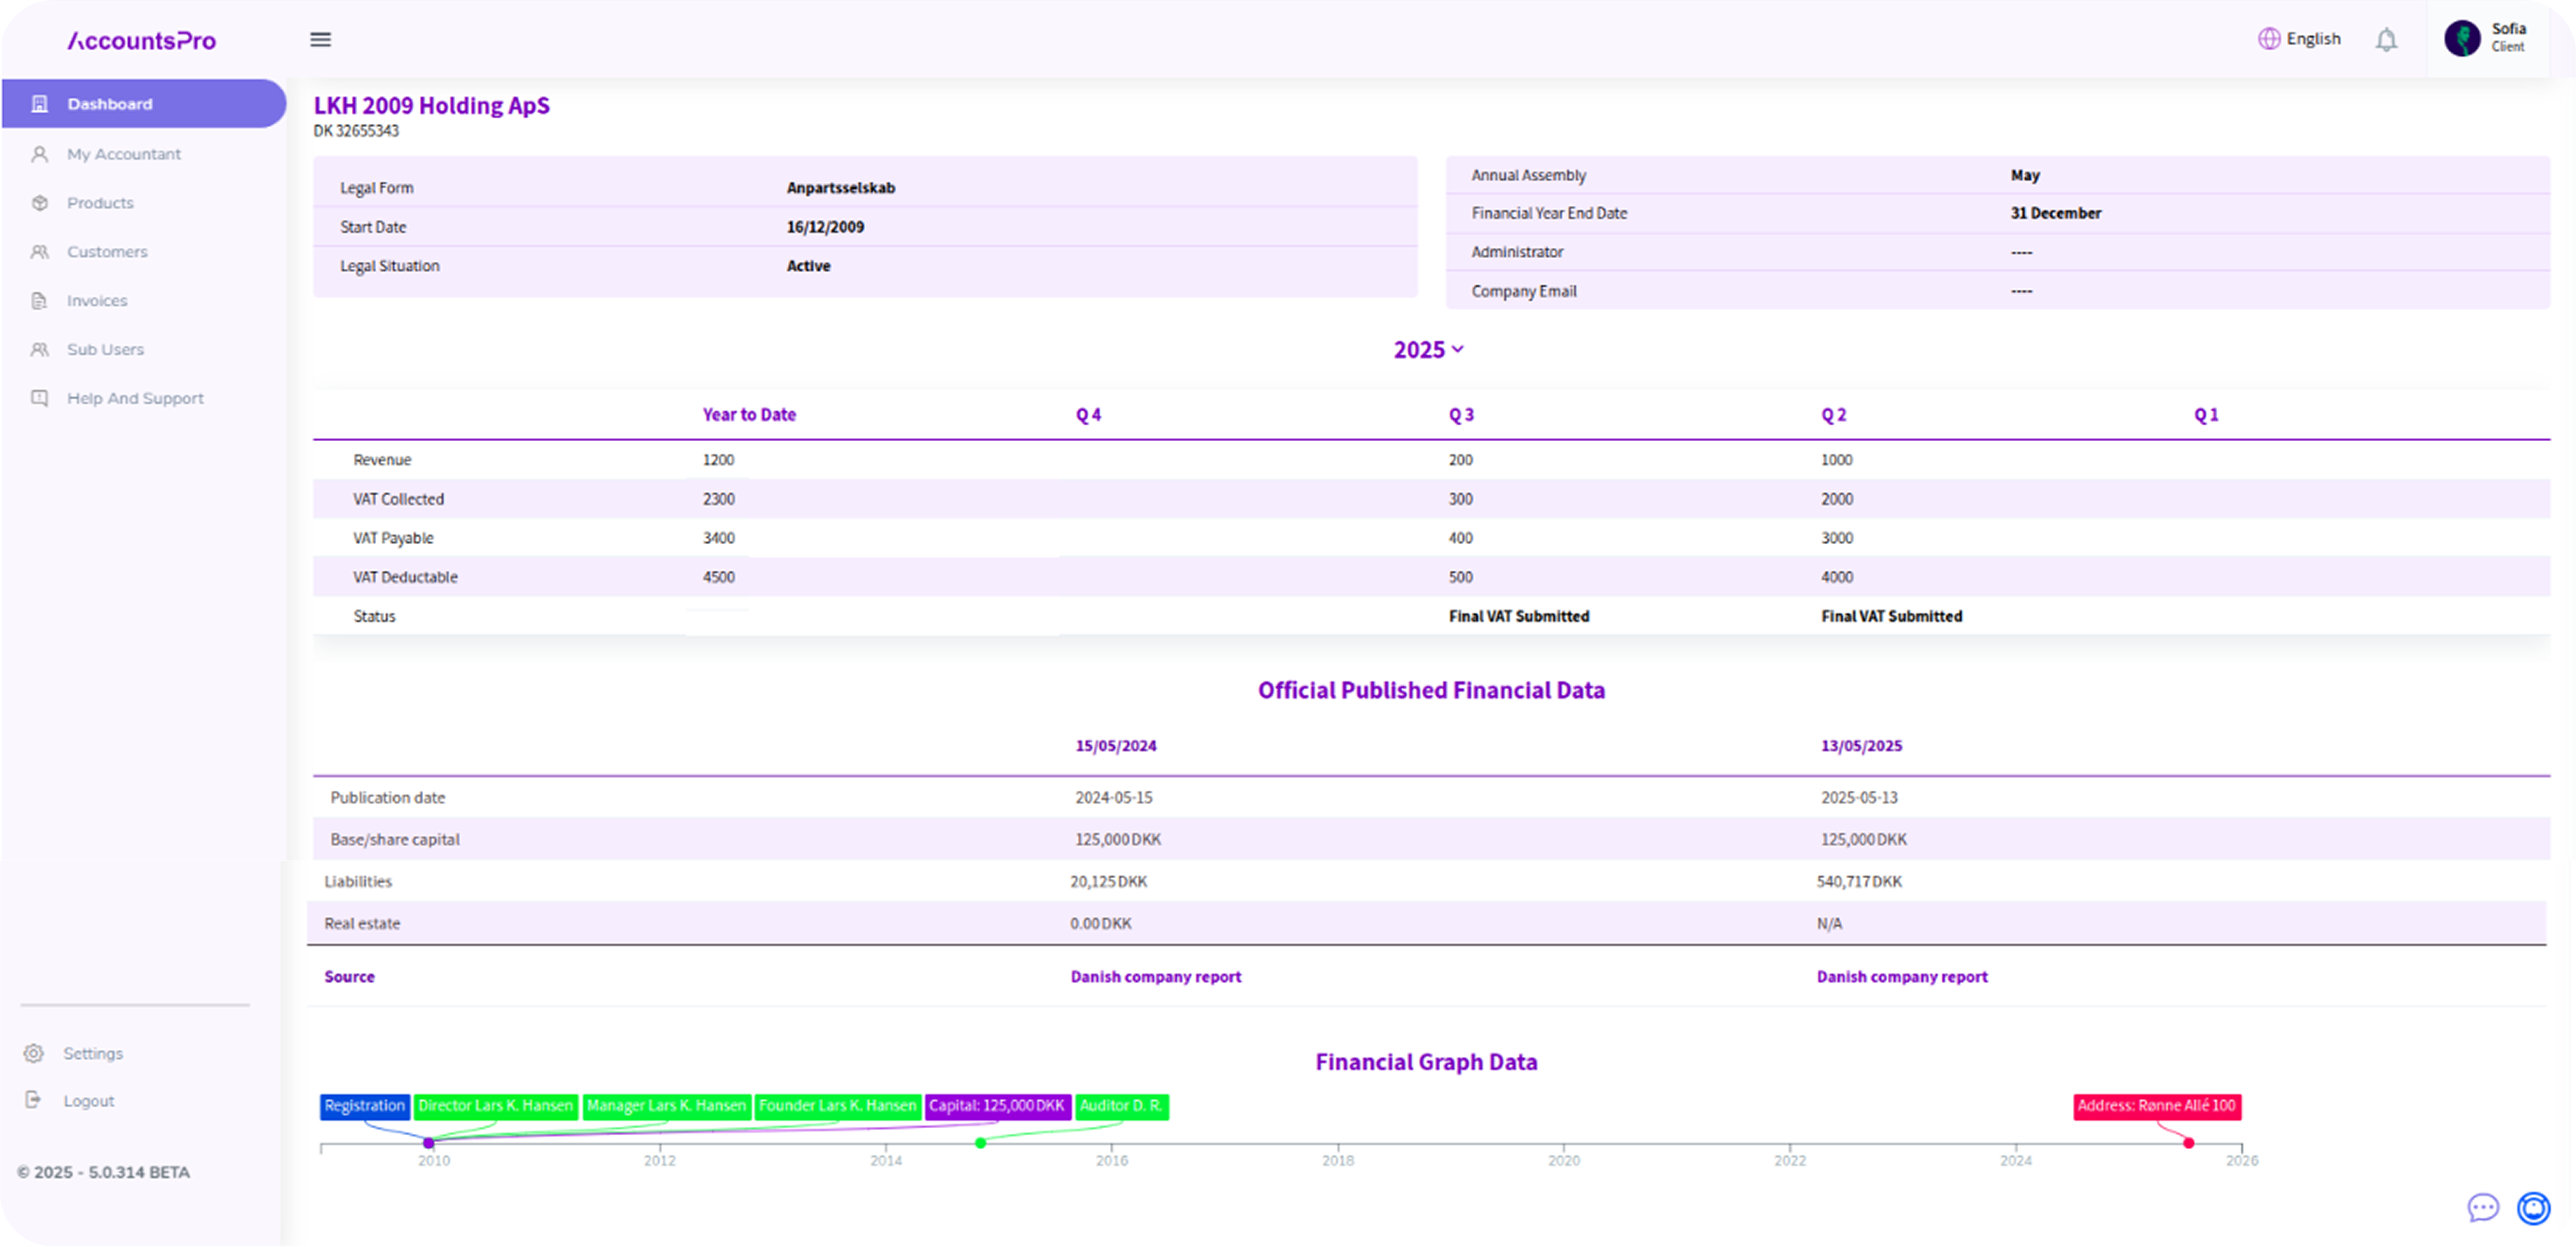 AccountsPro
English
Sofia
Client
Dashboard
My Accountant
Products
Customers
Invoices
Sub Users
Help And Support
Settings
Logout
© 2025 - 5.0.314 BETA
LKH 2009 Holding ApS
DK 32655343
Legal Form Anpartsselskab
Start Date 16/12/2009
Legal Situation Active
Annual Assembly May
Financial Year End Date 31 December
Administrator ----
Company Email ----
2025
Year to Date Q 4 Q 3 Q 2 Q 1
Revenue 1200 200 1000
VAT Collected 2300 300 2000
VAT Payable 3400 400 3000
VAT Deductable 4500 500 4000
Status Final VAT Submitted Final VAT Submitted
Official Published Financial Data
15/05/2024 13/05/2025
Publication date 2024-05-15 2025-05-13
Base/share capital 125,000 DKK 125,000 DKK
Liabilities 20,125 DKK 540,717 DKK
Real estate 0.00 DKK N/A
Source Danish company report Danish company report
Financial Graph Data
Registration Director Lars K. Hansen Manager Lars K. Hansen Founder Lars K. Hansen Capital: 125,000 DKK Auditor D. R. Address: Rønne Allé 100
2010 2012 2014 2016 2018 2020 2022 2024 2026